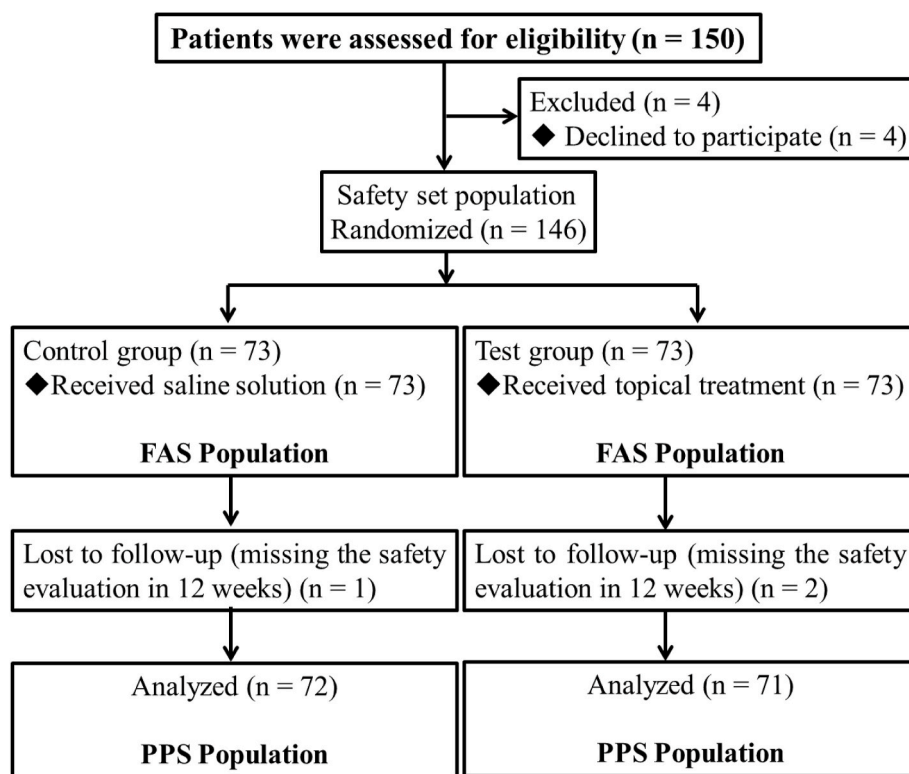 Patients were assessed for eligibility (n = 150)
Excluded (n = 4)
◆ Declined to participate (n = 4)
Safety set population
Randomized (n = 146)
Control group (n = 73)
◆Received saline solution (n = 73)
FAS Population
Test group (n = 73)
◆Received topical treatment (n = 73)
FAS Population
Lost to follow-up (missing the safety
evaluation in 12 weeks) (n = 1)
Lost to follow-up (missing the safety
evaluation in 12 weeks) (n = 2)
Analyzed (n = 72)
PPS Population
Analyzed (n = 71)
PPS Population